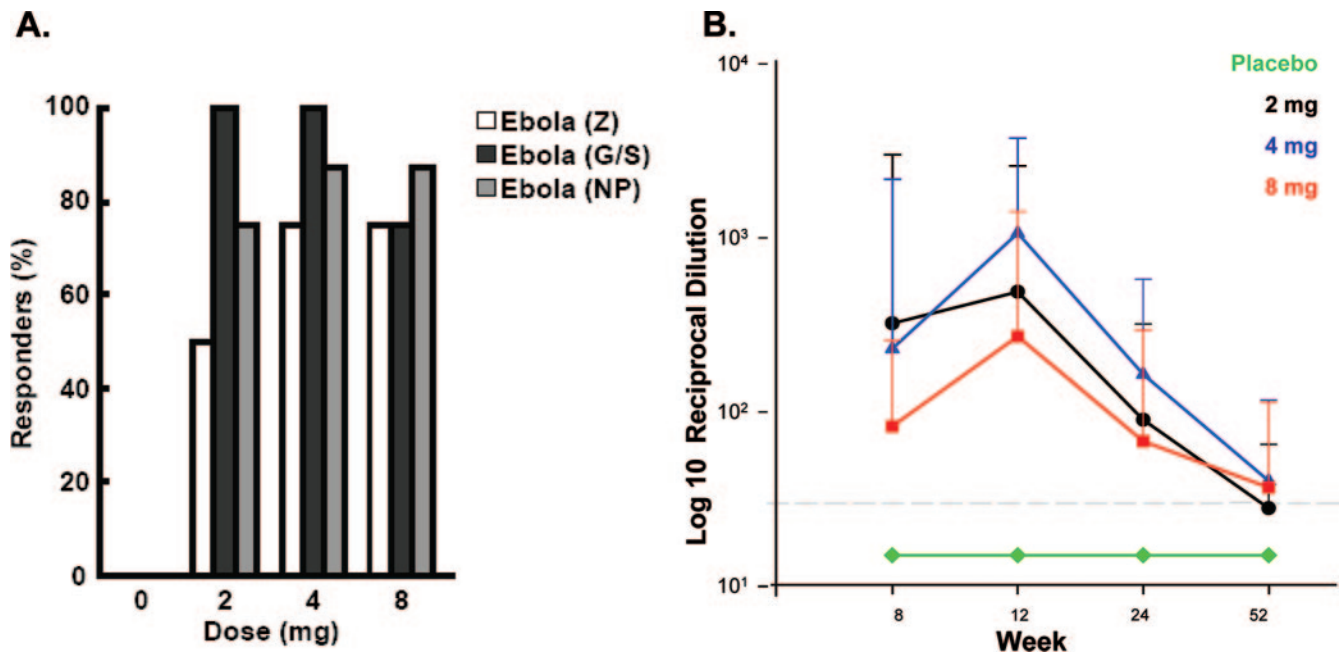 A.
100
80
60
40
20
0
Responders (%)
0 2 4 8
Dose (mg)
Ebola (Z)
Ebola (G/S)
Ebola (NP)
B.
10⁴
10³
10²
10¹
Log 10 Reciprocal Dilution
8 12 24 52
Week
Placebo
2 mg
4 mg
8 mg